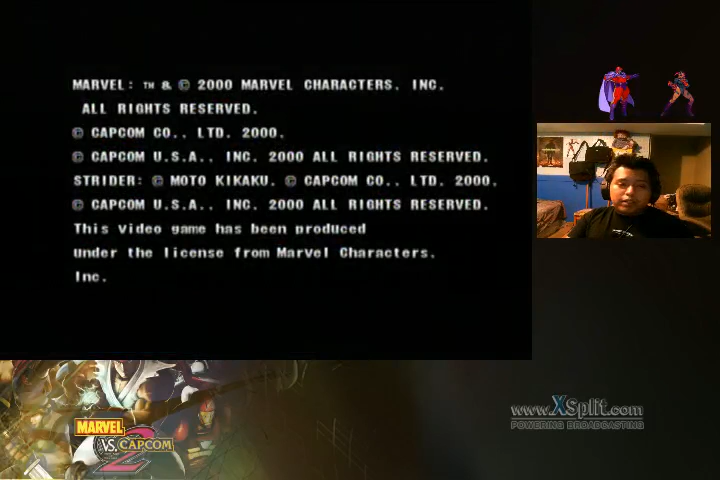 MARVEL: TM & © 2000 MARVEL CHARACTERS, INC.
ALL RIGHTS RESERVED.
© CAPCOM CO., LTD. 2000,
© CAPCOM U.S.A., INC. 2000 ALL RIGHTS RESERVED.
STRIDER: © MOTO KIKAKU, © CAPCOM CO., LTD. 2000,
© CAPCOM U.S.A., INC. 2000 ALL RIGHTS RESERVED.
This video game has been produced
under the license from Marvel Characters,
Inc.
MARVEL
VS. CAPCOM
2
www.XSplit.com
POWERING BROADCASTING